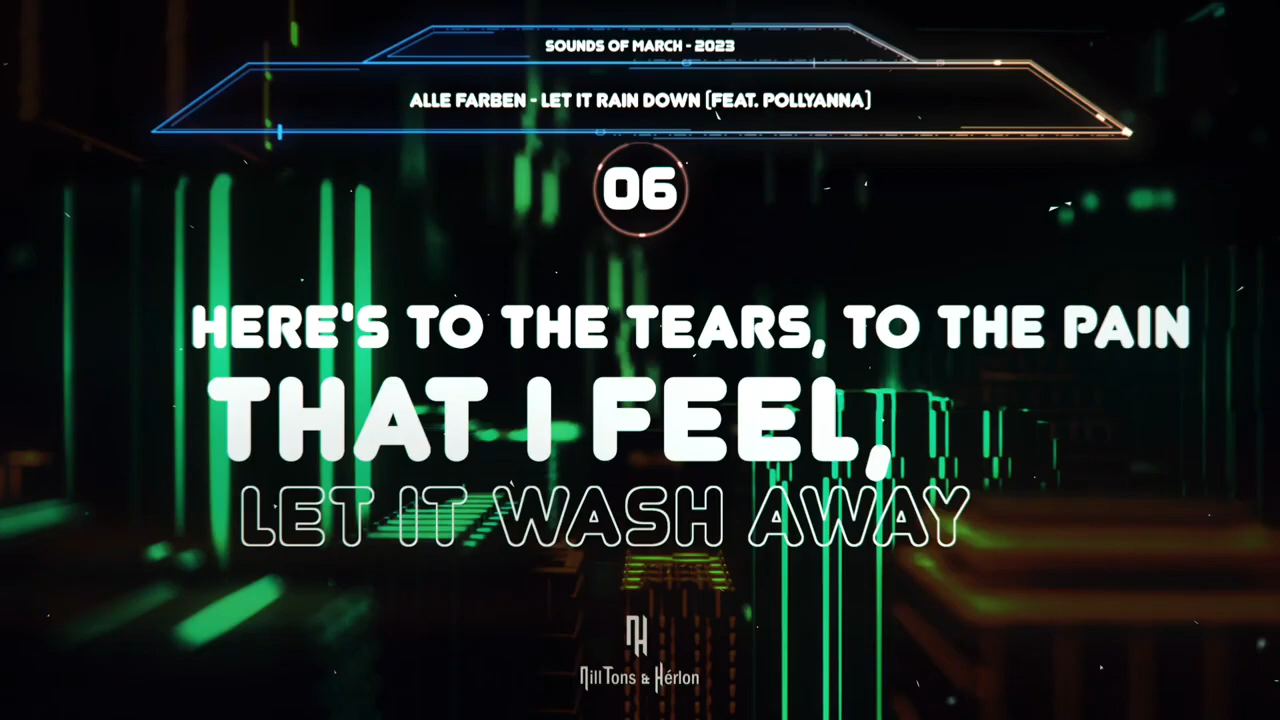 SOUNDS OF MARCH - 2023
ALLE FARBEN - LET IT RAIN DOWN (FEAT. POLLYANNA)
06
HERE'S TO THE TEARS, TO THE PAIN
THAT I FEEL,
LET IT WASH AWAY
NH
NillTons & Hérlon